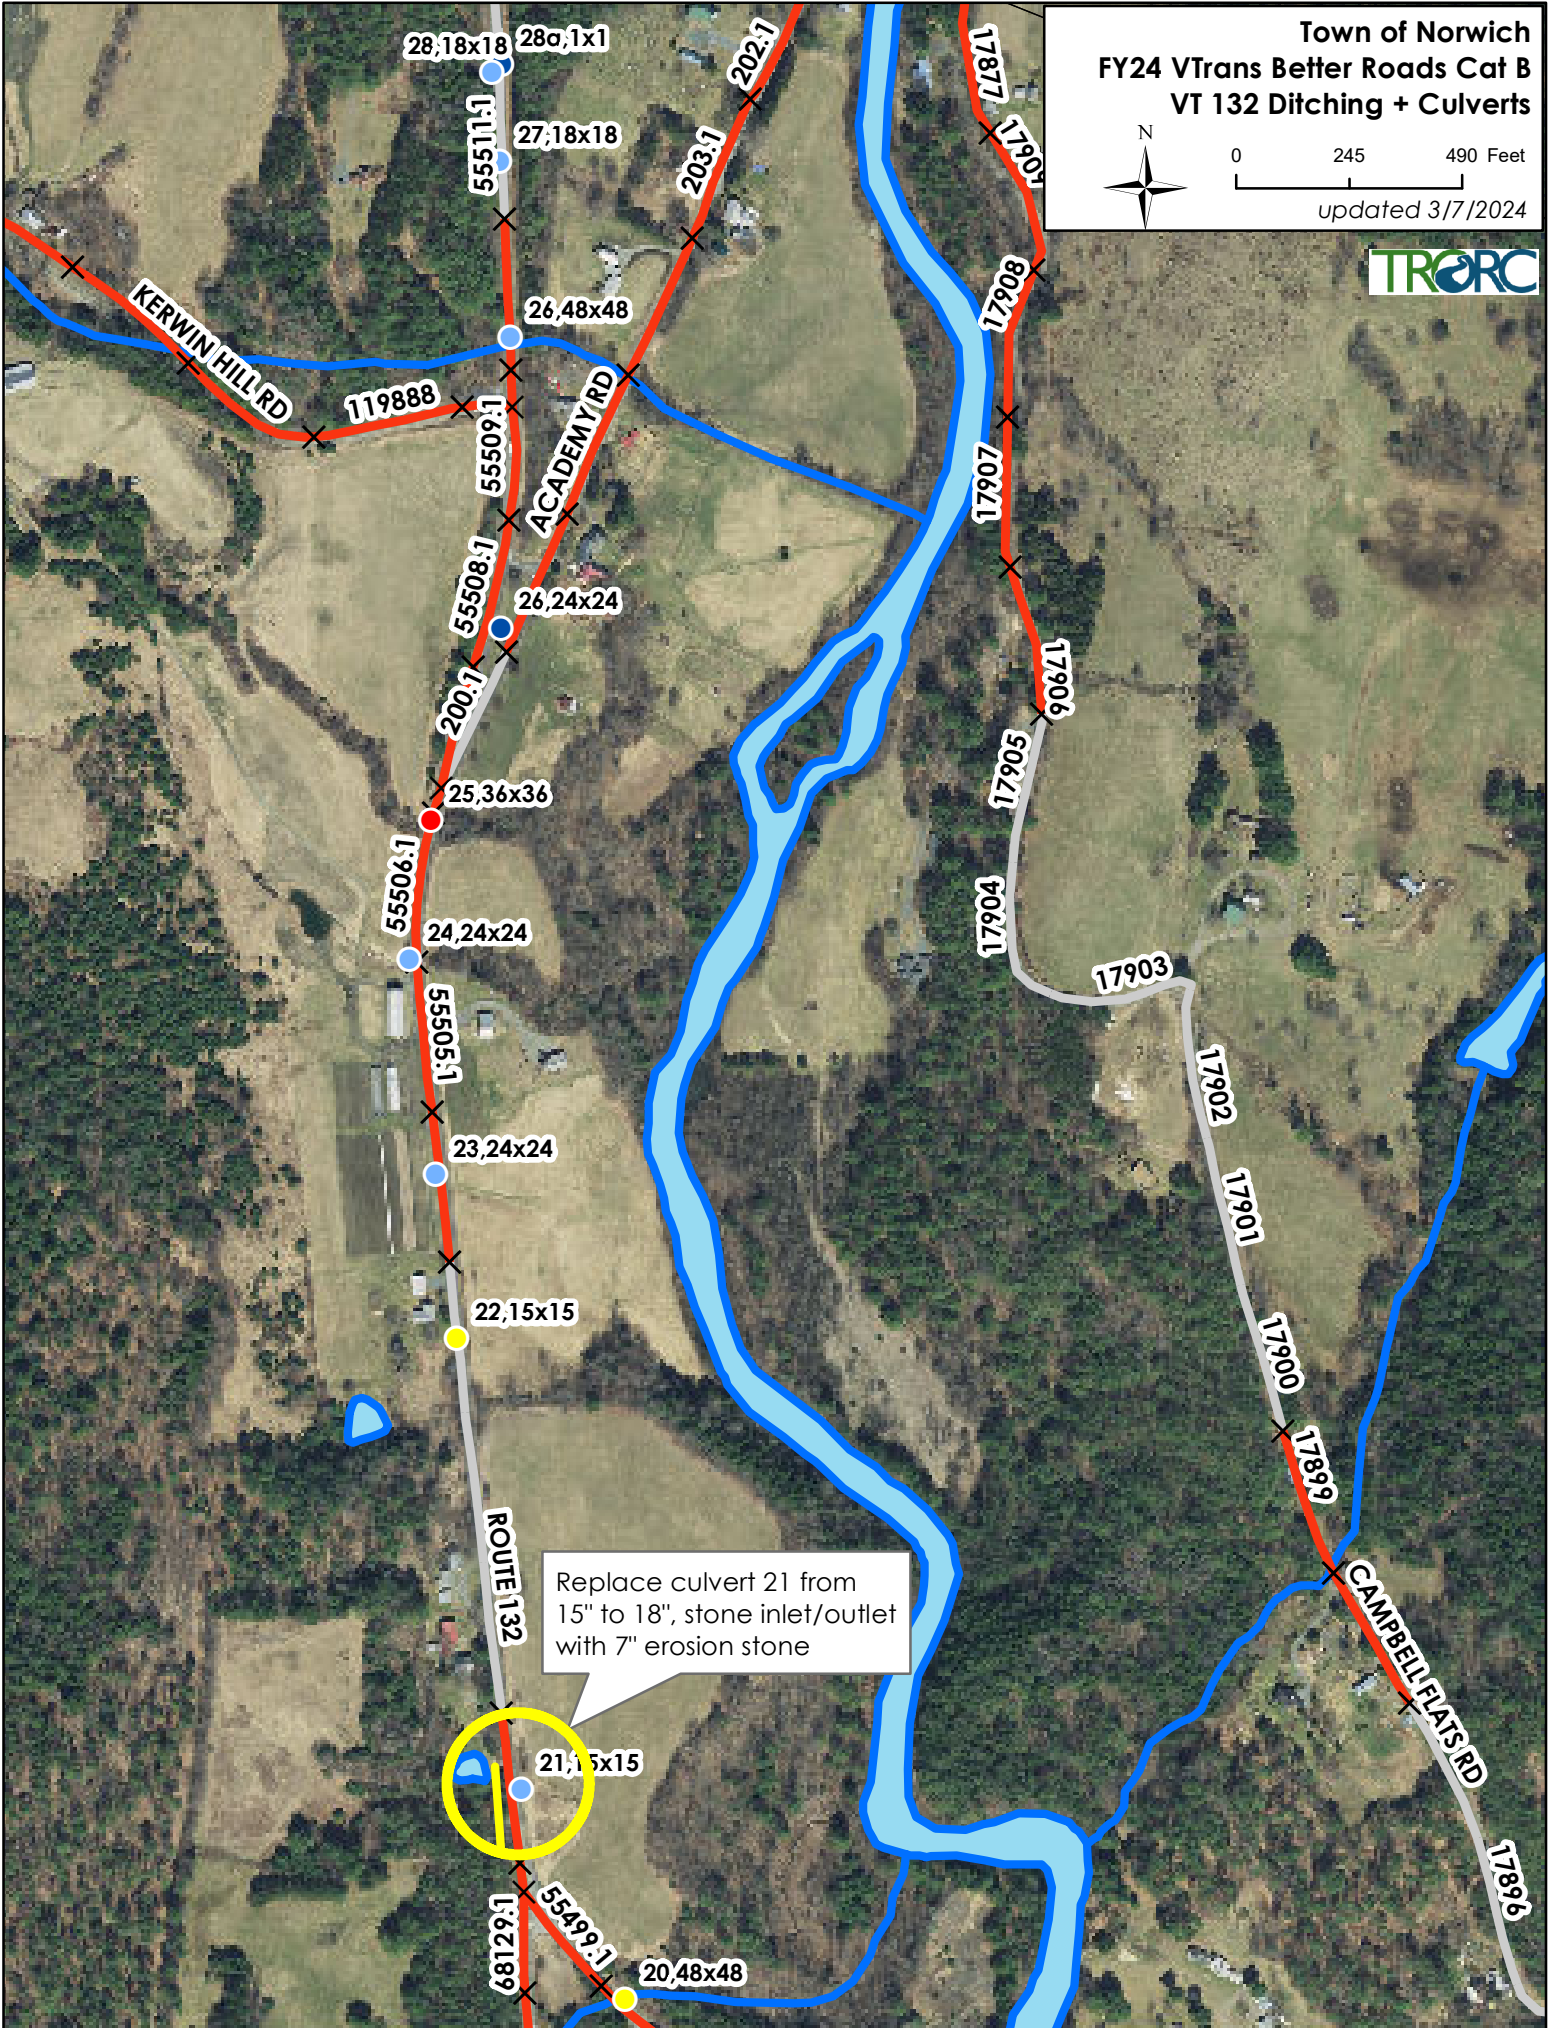 Town of Norwich
FY24 VTrans Better Roads Cat B
VT 132 Ditching + Culverts
N
0 245 490 Feet
updated 3/7/2024
TRORC
28,18x18
28a,1x1
202.1
17877
55511.1
27,18x18
203.1
17909
17908
26,48x48
KERWIN HILL RD
119888
55509.1
ACADEMY RD
17907
55508.1
26,24x24
17906
200.1
17905
25,36x36
55506.1
17904
24,24x24
17903
55505.1
17902
23,24x24
17901
22,15x15
17900
17899
ROUTE 132
Replace culvert 21 from
15" to 18", stone inlet/outlet
with 7" erosion stone
CAMPBELL FLATS RD
21,15x15
17896
68129.1
55499.1
20,48x48